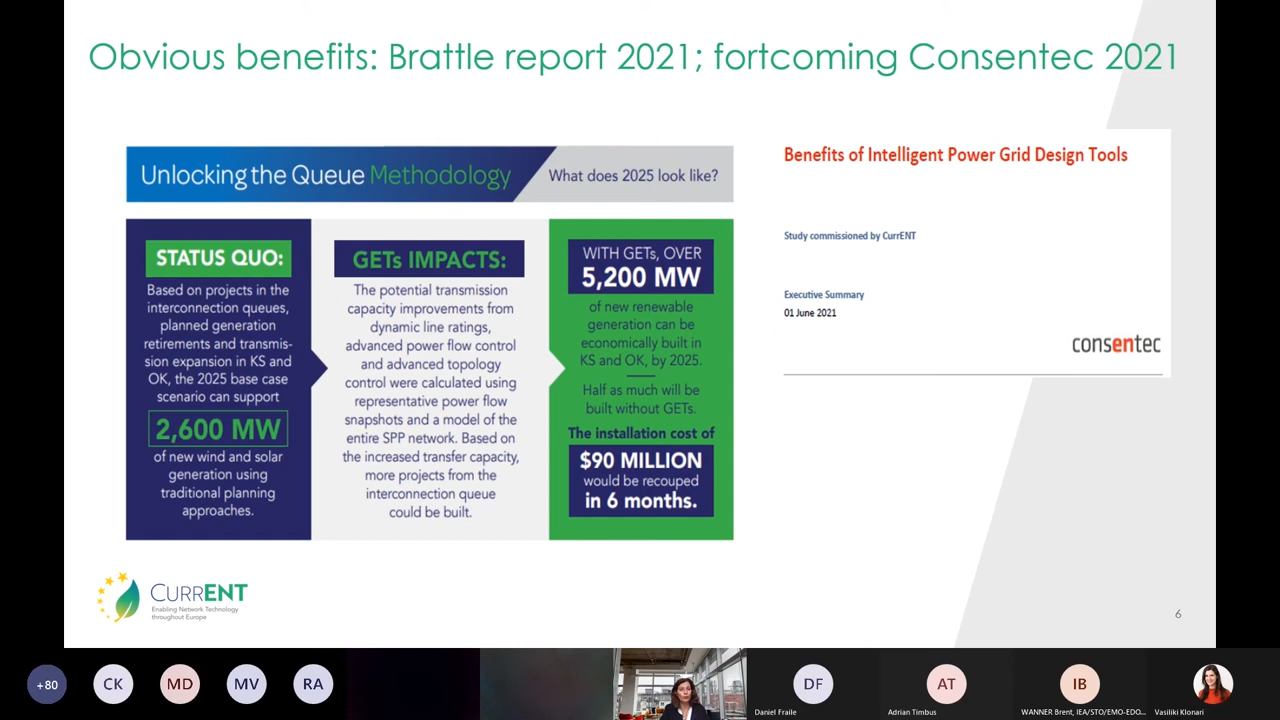 Obvious benefits: Brattle report 2021; fortcoming Consentec 2021
Unlocking the Queue Methodology
What does 2025 look like?
STATUS QUO:
Based on projects in the
interconnection queues,
planned generation
retirements and transmis-
sion expansion in KS and
OK, the 2025 base case
scenario can support
2,600 MW
of new wind and solar
generation using
traditional planning
approaches.
GETs IMPACTS:
The potential transmission
capacity improvements from
dynamic line ratings,
advanced power flow control
and advanced topology
control were calculated using
representative power flow
snapshots and a model of the
entire SPP network. Based on
the increased transfer capacity,
more projects from the
interconnection queue
could be built.
WITH GETs, OVER
5,200 MW
of new renewable
generation can be
economically built in
KS and OK, by 2025.
Half as much will be
built without GETs.
The installation cost of
$90 MILLION
would be recouped
in 6 months.
Benefits of Intelligent Power Grid Design Tools
Study commissioned by CurrENT
Executive Summary
01 June 2021
consentec
CURRENT
Enabling Network Technology
throughout Europe
6
+80
CK
MD
MV
RA
DF
Daniel Fraile
AT
Adrian Timbus
IB
WANNER Brent, IEA/STO/EMO-EDO...
Vasiliki Klonari